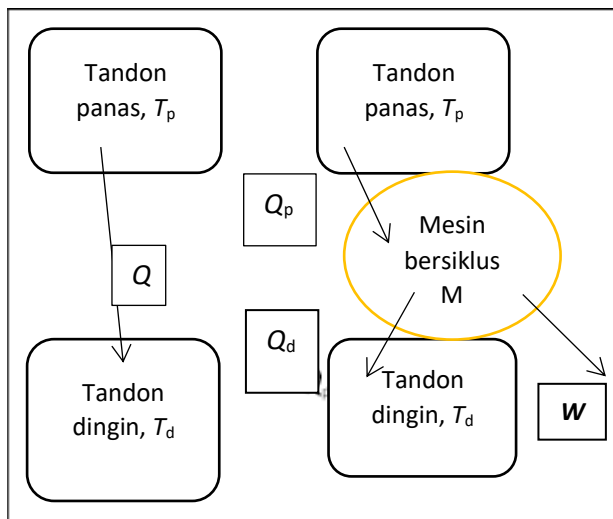 Tandon
panas, Tp
Tandon
panas, Tp
Qp
Mesin
bersiklus
M
Q
Qd
Tandon
dingin, Td
Tandon
dingin, Td
W